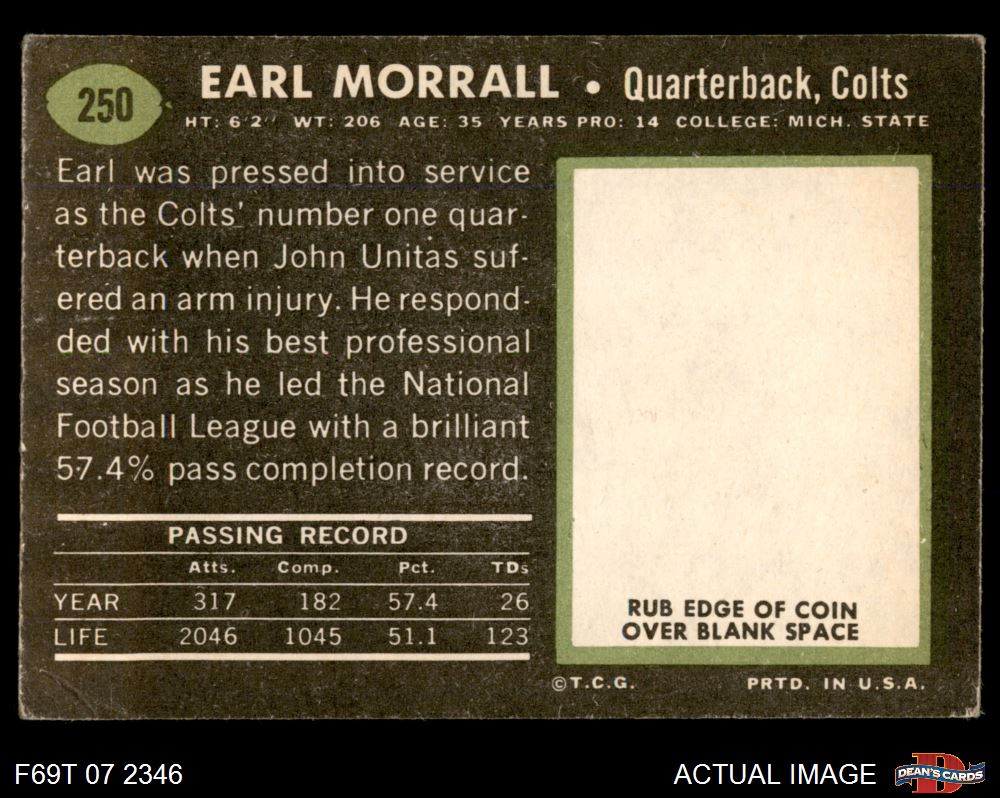 250
EARL MORRALL • Quarterback, Colts
HT: 6'2" WT: 206 AGE: 35 YEARS PRO: 14 COLLEGE: MICH. STATE
Earl was pressed into service
as the Colts' number one quar-
terback when John Unitas suf-
ered an arm injury. He respond-
ded with his best professional
season as he led the National
Football League with a brilliant
57.4% pass completion record.
PASSING RECORD
Atts. Comp. Pct. TDs
YEAR 317 182 57.4 26
LIFE 2046 1045 51.1 123
RUB EDGE OF COIN
OVER BLANK SPACE
©T.C.G. PRTD. IN U.S.A.
F69T 07 2346
ACTUAL IMAGE
DEAN'S CARDS